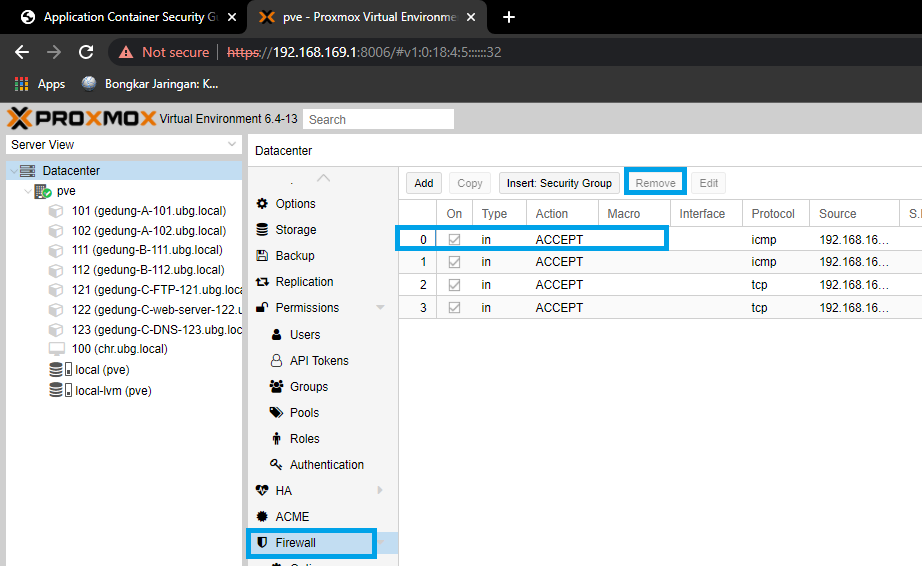 Application Container Security G
pve - Proxmox Virtual Environme
Not secure | https://192.168.169.1:8006/#v1:0:18:4:5::::::32
Apps
Bongkar Jaringan: K...
PROXMOX Virtual Environment 6.4-13 Search
Server View
Datacenter
pve
101 (gedung-A-101.ubg.local)
102 (gedung-A-102.ubg.local)
111 (gedung-B-111.ubg.local)
112 (gedung-B-112.ubg.local)
121 (gedung-C-FTP-121.ubg.loca
122 (gedung-C-web-server-122.u
123 (gedung-C-DNS-123.ubg.loc
100 (chr.ubg.local)
local (pve)
local-lvm (pve)
Datacenter
Options
Storage
Backup
Replication
Permissions
Users
API Tokens
Groups
Pools
Roles
Authentication
HA
ACME
Firewall
Add Copy Insert: Security Group Remove Edit
On Type Action Macro Interface Protocol Source S.
0 in ACCEPT icmp 192.168.16...
1 in ACCEPT icmp 192.168.16...
2 in ACCEPT tcp 192.168.16...
3 in ACCEPT tcp 192.168.16...